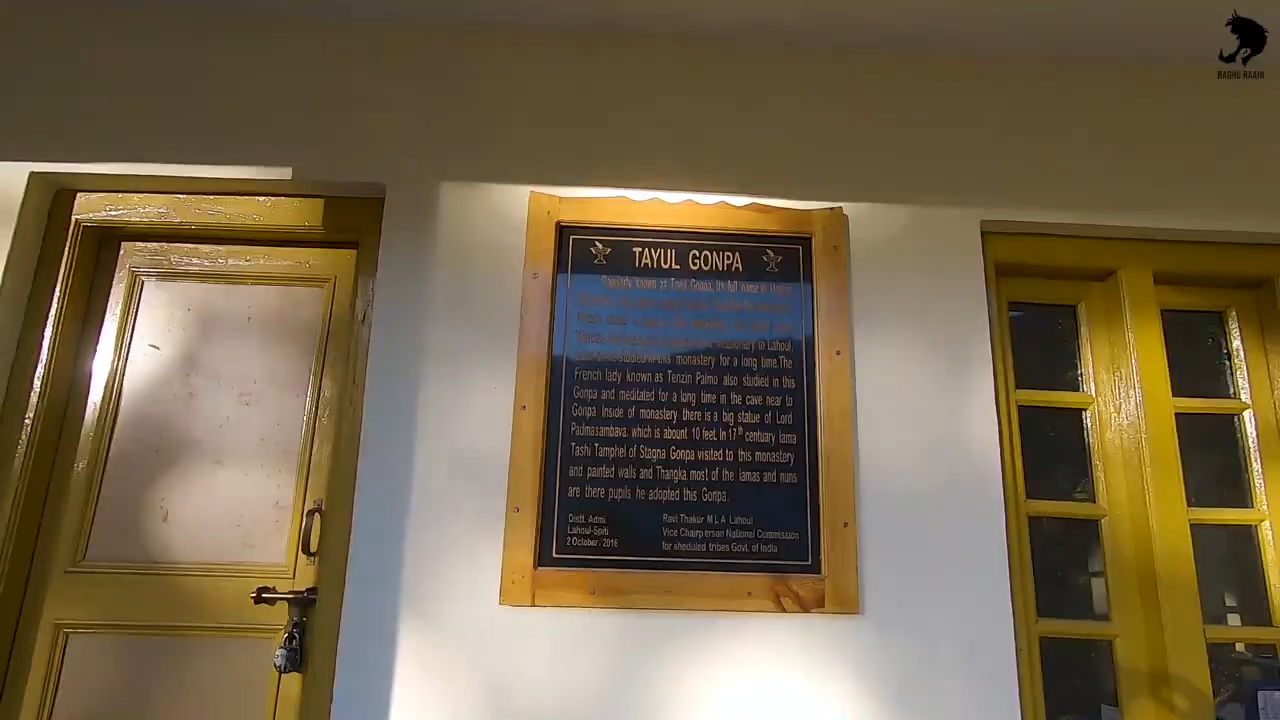 RAGHU RAAHI
TAYUL GONPA
known as Tayul Gonpa. Its full name is
missionary in Lahoul,
studied in this monastery for a long time.The
French lady known as Tenzin Palmo also studied in this
Gonpa and meditated for a long time in the cave near to
Gonpa Inside of monastery there is a big statue of Lord
Padmasambava, which is abount 10 feet. In 17th centuary lama
Tashi Tamphel of Stagna Gonpa visited to this monastery
and painted walls and Thangka. most of the lamas and nuns
are there pupils he adopted this Gonpa.
Distt. Admi.
Lahoul-Spiti
2 October, 2016
Ravi Thakur M L A Lahoul
Vice Chairperson National Commission
for sheduled tribes Govt. of India